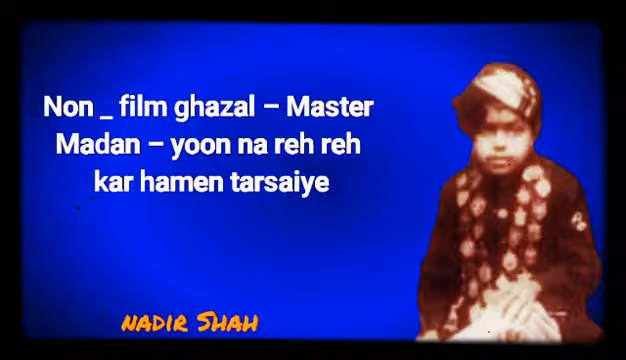 Non _ film ghazal – Master
Madan – yoon na reh reh
kar hamen tarsaiye
NADIR SHAH